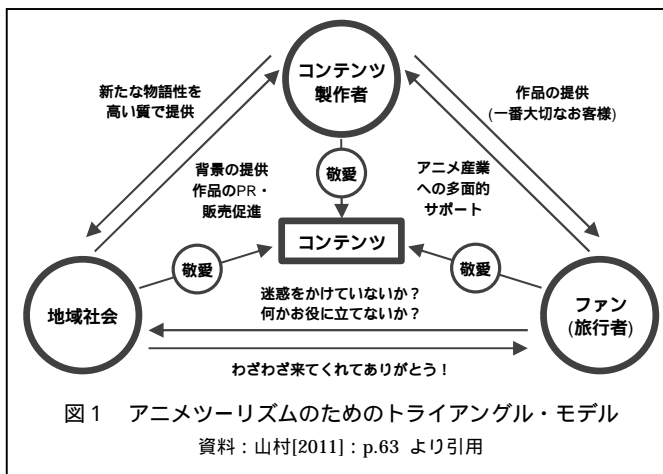 コンテンツ
製作者
新たな物語性を
高い質で提供
作品の提供
(一番大切なお客様)
背景の提供
作品のPR・
販売促進
敬愛
アニメ産業
への多面的
サポート
コンテンツ
敬愛
敬愛
地域社会
迷惑をかけていないか？
何かお役に立てないか？
ファン
(旅行者)
わざわざ来てくれてありがとう！
図1　アニメツーリズムのためのトライアングル・モデル
資料：山村[2011]：p.63 より引用